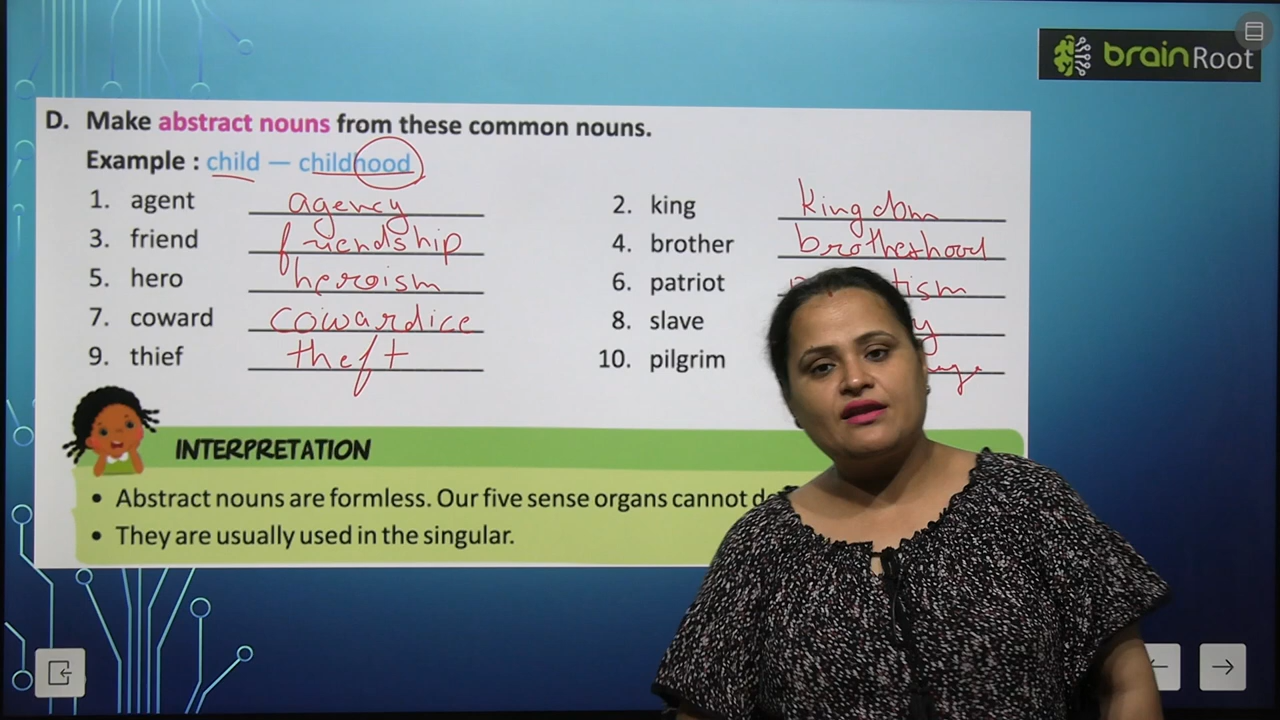 brainRoot
D. Make abstract nouns from these common nouns.
Example : child — childhood
1. agent agency 2. king kingdom
3. friend friendship 4. brother brotherhood
5. hero heroism 6. patriot
7. coward cowardice 8. slave
9. thief theft 10. pilgrim
INTERPRETATION
• Abstract nouns are formless. Our five sense organs cannot
• They are usually used in the singular.